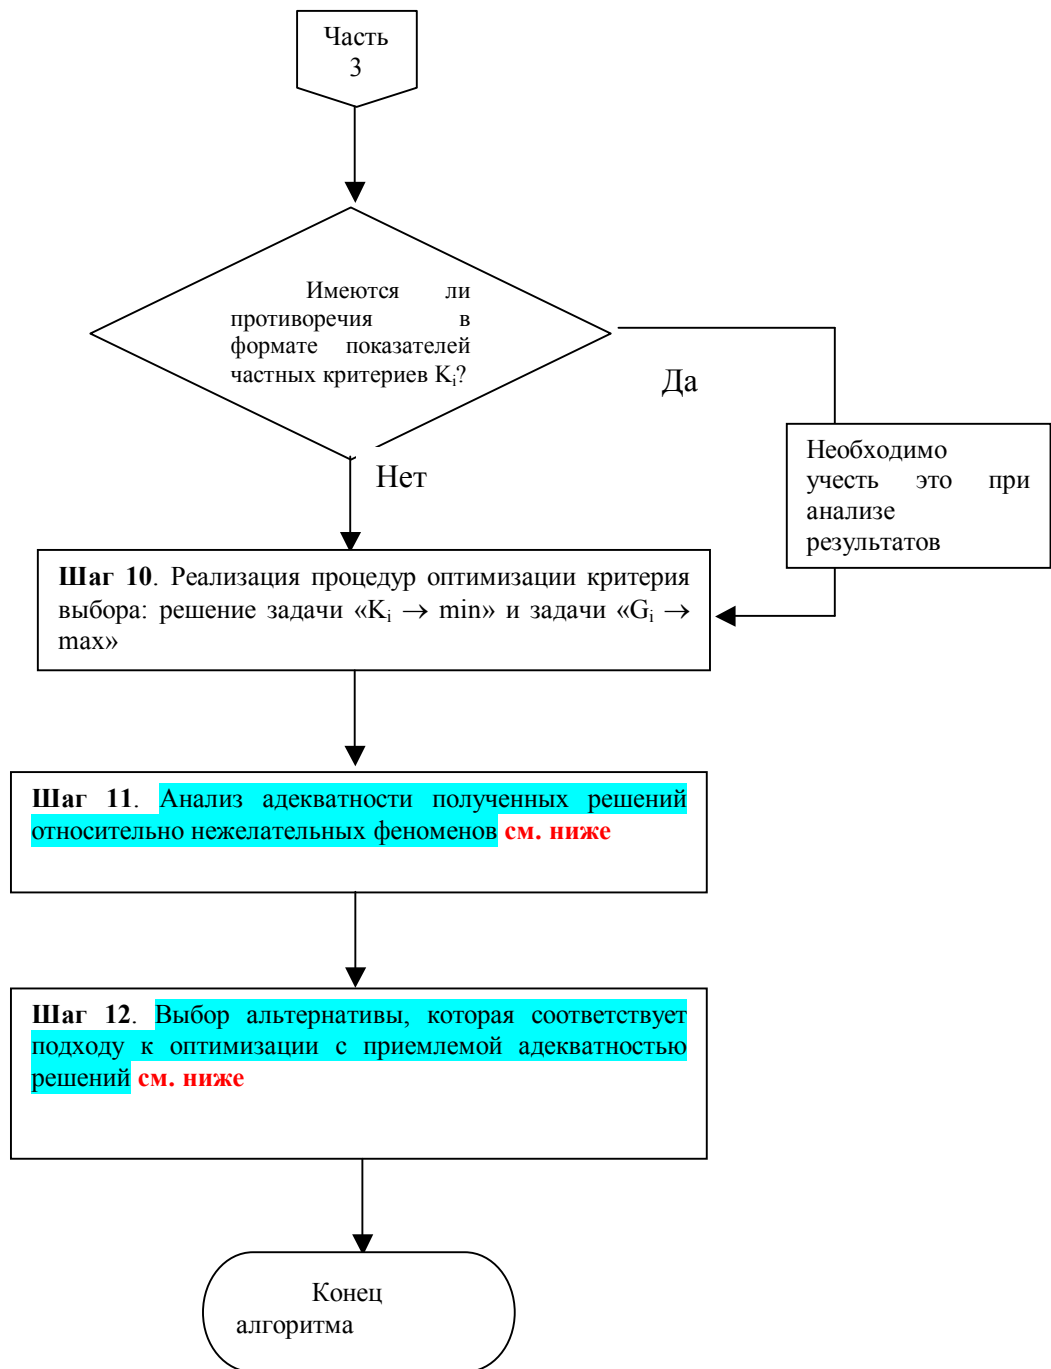 Часть
3
Имеются ли
противоречия в
формате показателей
частных критериев Ki?
Да
Нет
Необходимо
учесть это при
анализе
результатов
Шаг 10. Реализация процедур оптимизации критерия
выбора: решение задачи «Ki → min» и задачи «Gi →
max»
Шаг 11. Анализ адекватности полученных решений
относительно нежелательных феноменов см. ниже
Шаг 12. Выбор альтернативы, которая соответствует
подходу к оптимизации с приемлемой адекватностью
решений см. ниже
Конец
алгоритма